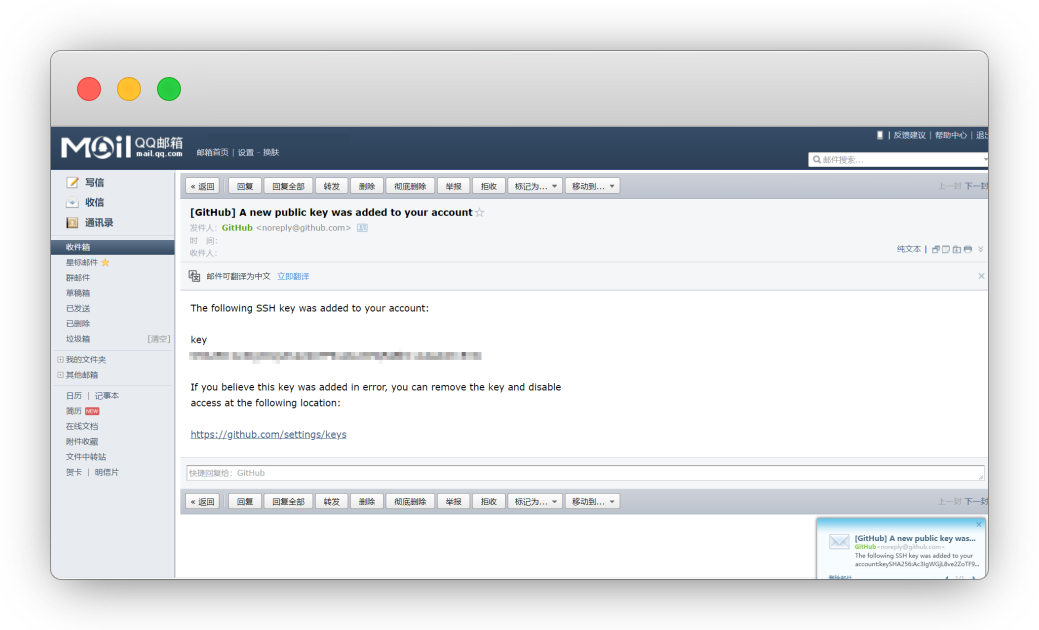 MAil QQ邮箱
mail.qq.com
邮箱首页 | 设置 - 换肤
| 反馈建议 | 帮助中心 | 退出
邮件搜索...
写信
收信
通讯录
收件箱
星标邮件
群邮件
草稿箱
已发送
已删除
垃圾箱 [清空]
我的文件夹
其他邮箱
日历 | 记事本
简历 NEW
在线文档
附件收藏
文件中转站
贺卡 | 明信片
« 返回 回复 回复全部 转发 删除 彻底删除 举报 拒收 标记为... 移动到... 上一封 下一封
[GitHub] A new public key was added to your account
发件人: GitHub <noreply@github.com>
时 间:
收件人:
纯文本 |
邮件可翻译为中文 立即翻译
The following SSH key was added to your account:
key
If you believe this key was added in error, you can remove the key and disable
access at the following location:
https://github.com/settings/keys
快捷回复给: GitHub
« 返回 回复 回复全部 转发 删除 彻底删除 举报 拒收 标记为... 移动到... 上一封 下一封
[GitHub] A new public key was...
GitHub<noreply@github.com>
The following SSH key was added to your